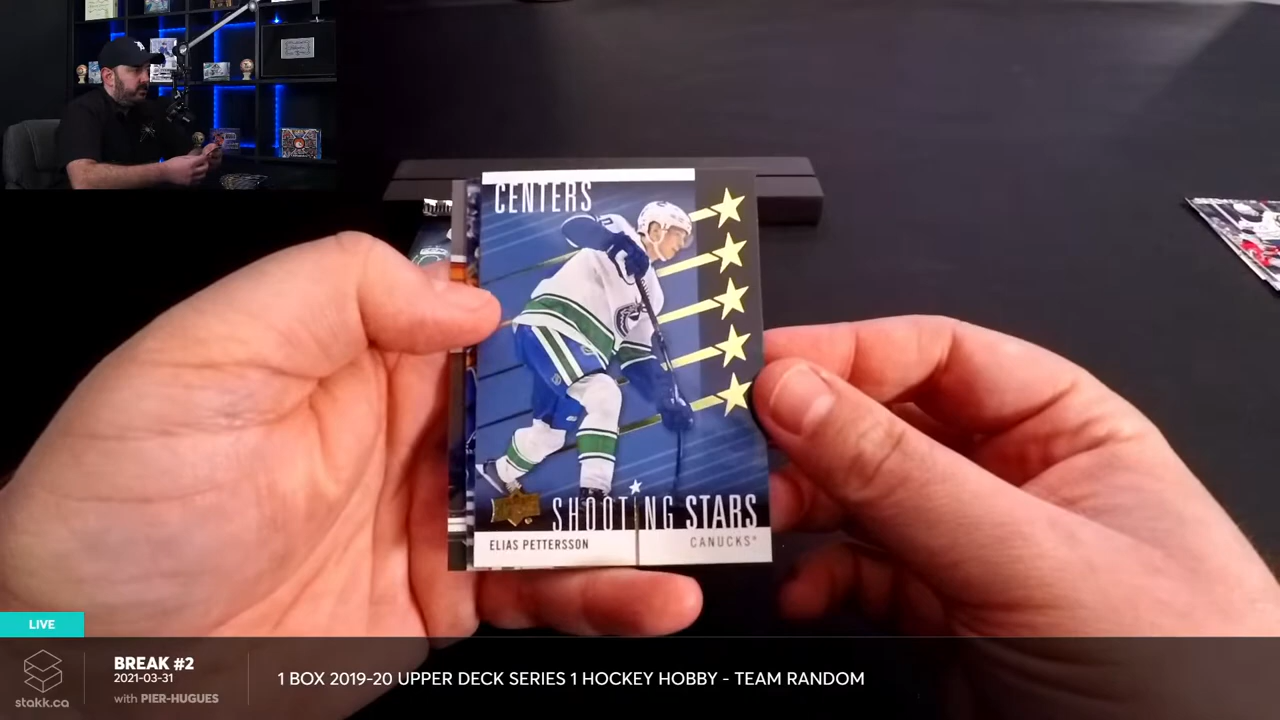 CENTERS
SHOOTING STARS
ELIAS PETTERSSON
CANUCKS
LIVE
BREAK #2
2021-03-31
with PIER-HUGUES
stakk.ca
1 BOX 2019-20 UPPER DECK SERIES 1 HOCKEY HOBBY - TEAM RANDOM